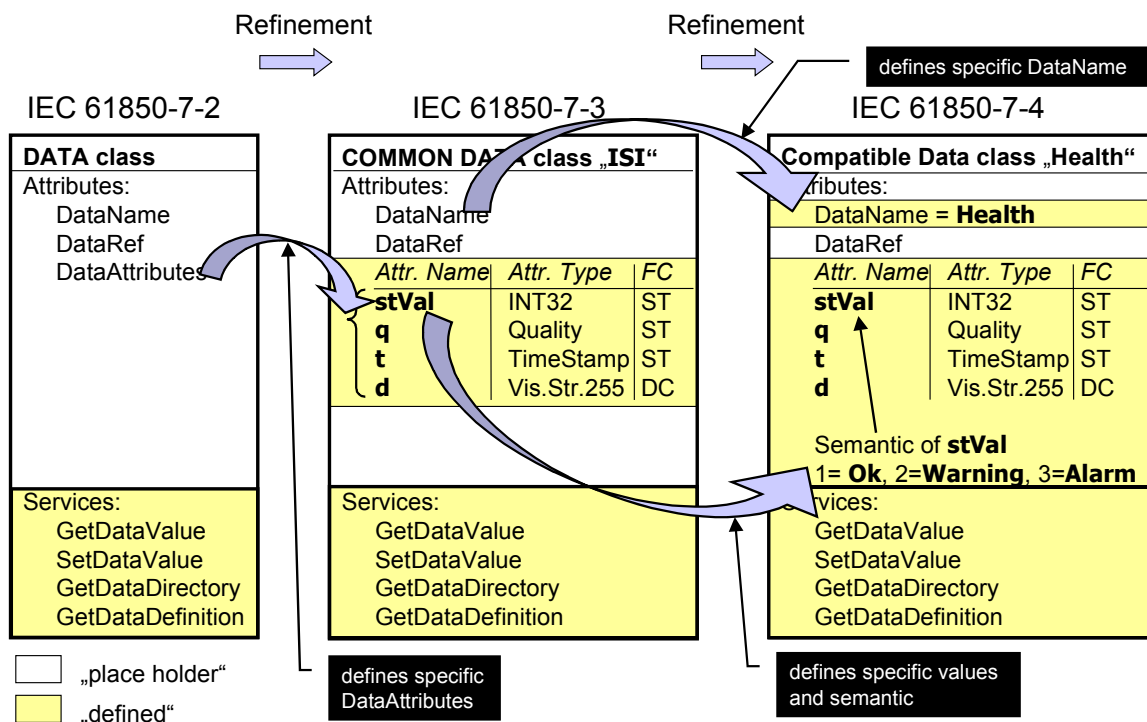 Refinement
Refinement
defines specific DataName
IEC 61850-7-2
IEC 61850-7-3
IEC 61850-7-4
DATA class
Attributes:
DataName
DataRef
DataAttributes
Services:
GetDataValue
SetDataValue
GetDataDirectory
GetDataDefinition
COMMON DATA class „ISI“
Attributes:
DataName
DataRef
Attr. Name Attr. Type FC
stVal INT32 ST
q Quality ST
t TimeStamp ST
d Vis.Str.255 DC
Services:
GetDataValue
SetDataValue
GetDataDirectory
GetDataDefinition
Compatible Data class „Health“
Attributes:
DataName = Health
DataRef
Attr. Name Attr. Type FC
stVal INT32 ST
q Quality ST
t TimeStamp ST
d Vis.Str.255 DC
Semantic of stVal
1= Ok, 2=Warning, 3=Alarm
Services:
GetDataValue
SetDataValue
GetDataDirectory
GetDataDefinition
„place holder“
„defined“
defines specific
DataAttributes
defines specific values
and semantic